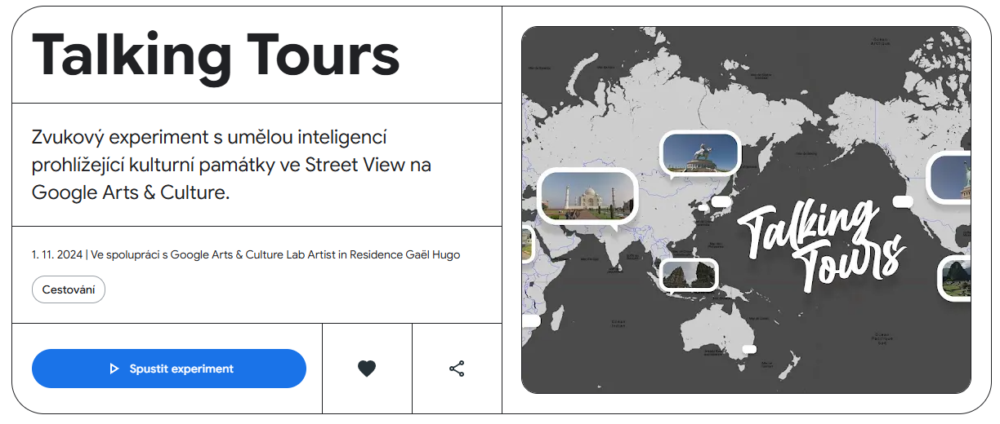 Talking Tours
Zvukový experiment s umělou inteligencí
prohlížející kulturní památky ve Street View na
Google Arts & Culture.
1. 11. 2024 | Ve spolupráci s Google Arts & Culture Lab Artist in Residence Gaël Hugo
Cestování
Spustit experiment
Talking
Tours